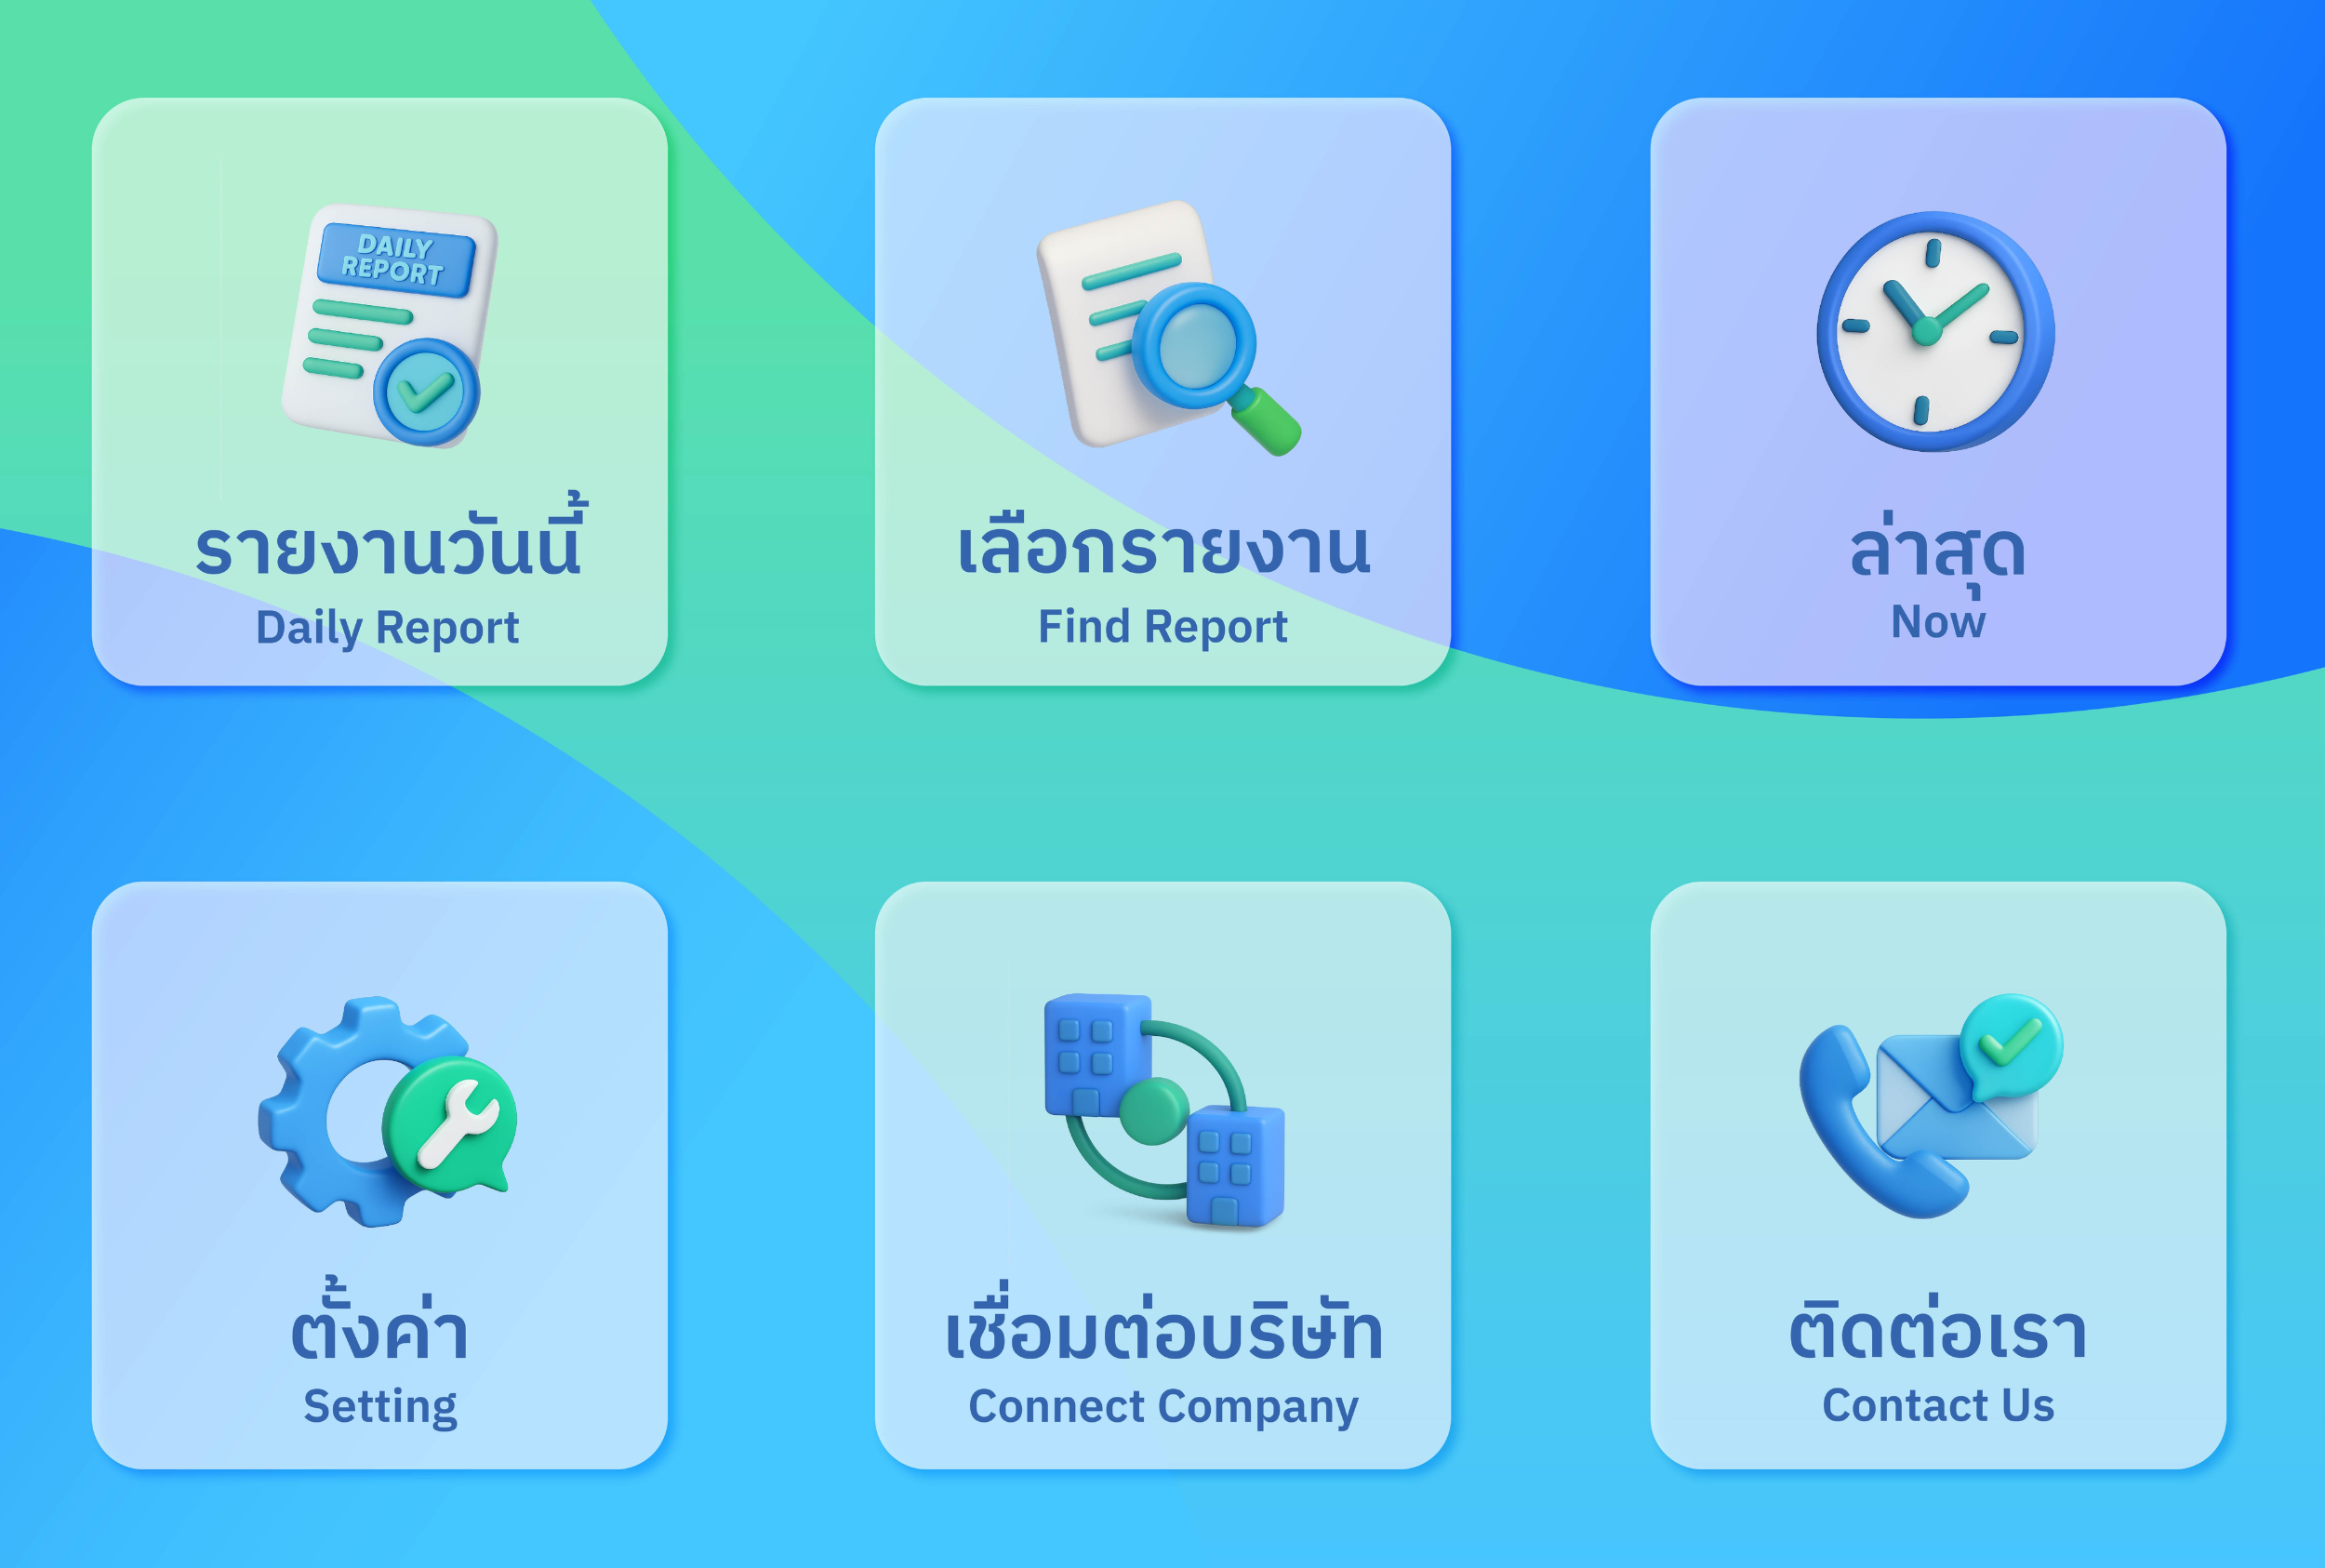 DAILY
REPORT
รายงานวันนี้
Daily Report
เลือกรายงาน
Find Report
ล่าสุด
Now
ตั้งค่า
Setting
เชื่อมต่อบริษัท
Connect Company
ติดต่อเรา
Contact Us